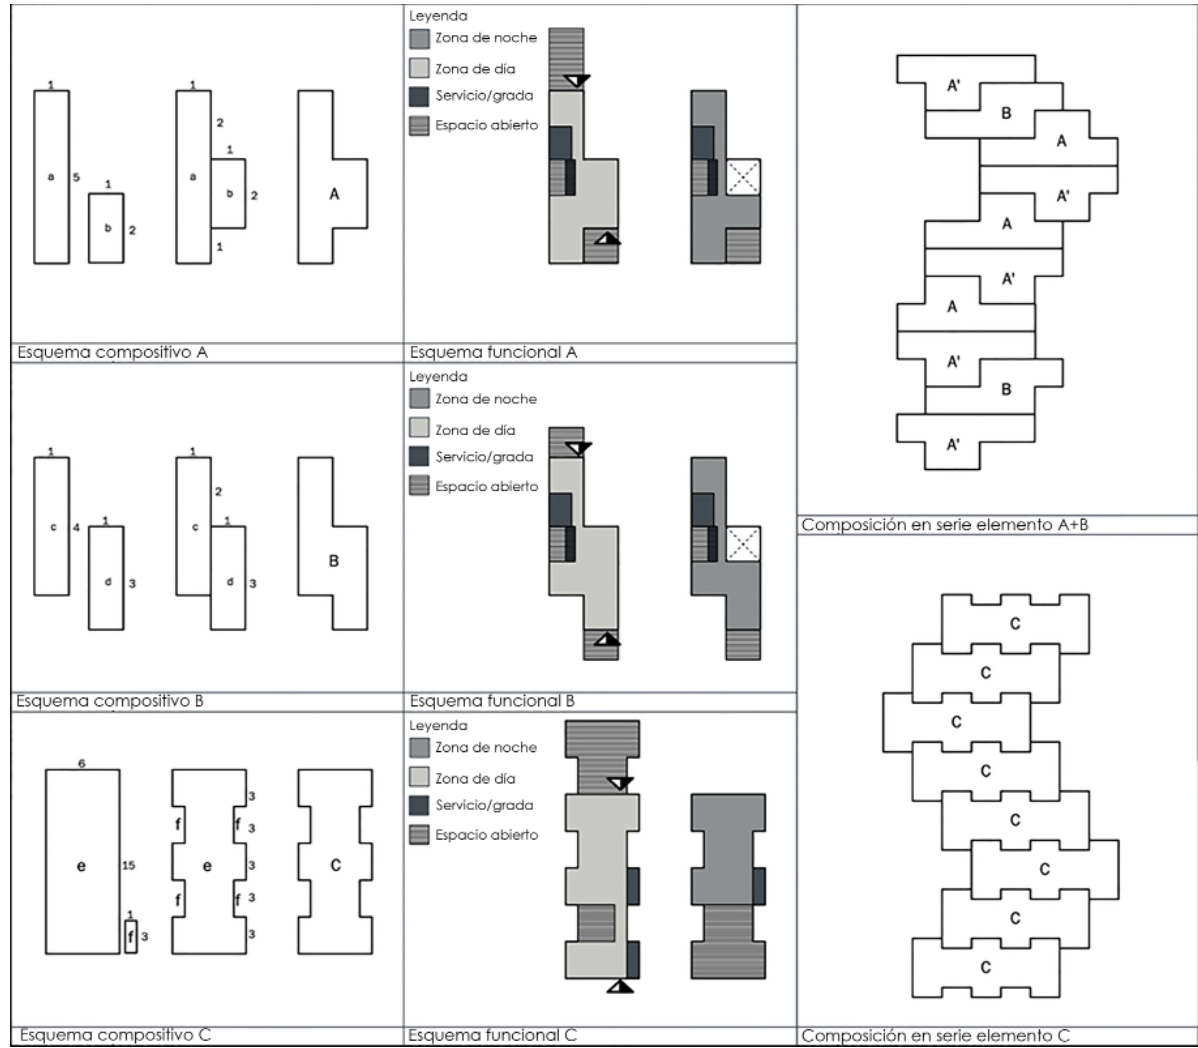 1
a
5
1
b
2
1
2
1
a
b
2
1
A
Esquema compositivo A
Leyenda
Zona de noche
Zona de día
Servicio/grada
Espacio abierto
Esquema funcional A
1
c
4
1
d
3
1
2
1
c
d
3
B
Esquema compositivo B
Leyenda
Zona de noche
Zona de día
Servicio/grada
Espacio abierto
Esquema funcional B
6
e
15
1
f
3
3
f
f
3
e
3
f
f
3
3
C
Esquema compositivo C
Leyenda
Zona de noche
Zona de día
Servicio/grada
Espacio abierto
Esquema funcional C
A'
B
A
A'
A
A'
A
A'
B
A'
Composición en serie elemento A+B
C
C
C
C
C
C
C
C
Composición en serie elemento C